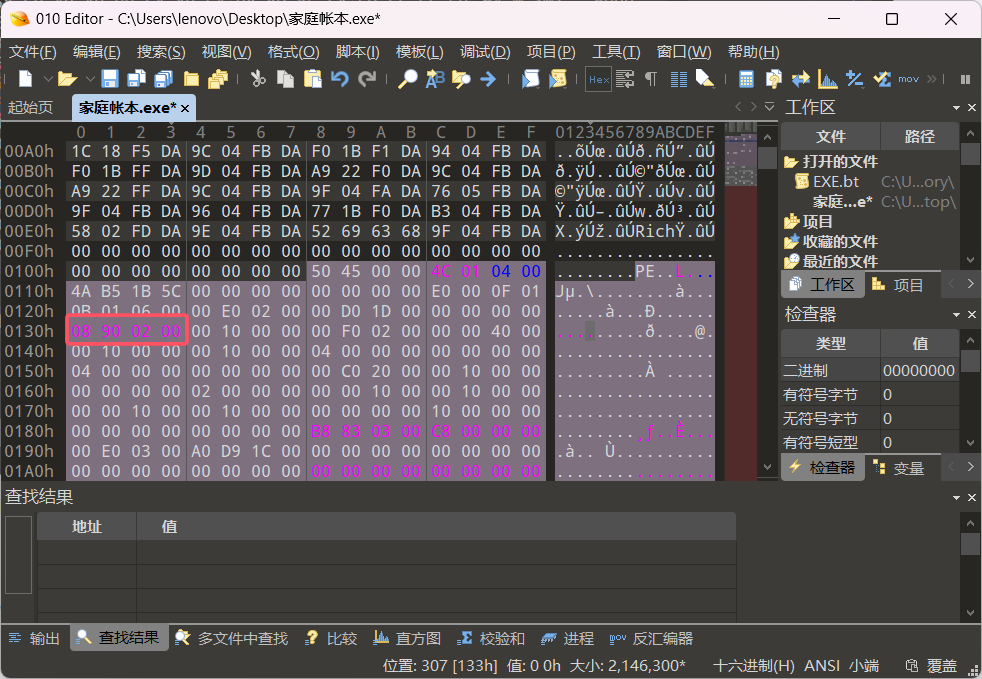 010 Editor - C:\Users\lenovo\Desktop\家庭帐本.exe*
文件(F) 编辑(E) 搜索(S) 视图(V) 格式(O) 脚本(I) 模板(L) 调试(D) 项目(P) 工具(T) 窗口(W) 帮助(H)
Hex mov »
起始页 家庭帐本.exe* × 工作区
0 1 2 3 4 5 6 7 8 9 A B C D E F 0123456789ABCDEF 文件 路径
00A0h 1C 18 F5 DA 9C 04 FB DA F0 1B F1 DA 94 04 FB DA ..õÚœ.ûÚð.ñÚ”.ûÚ 打开的文件
00B0h F0 1B FF DA 9D 04 FB DA A9 22 F0 DA 9C 04 FB DA ð.ÿÚ..ûÚ©"ðÚœ.ûÚ EXE.bt C:\U...ory\
00C0h A9 22 FF DA 9C 04 FB DA 9F 04 FA DA 76 05 FB DA ©"ÿÚœ.ûÚŸ.úÚv.ûÚ 家庭...e* C:\U...top\
00D0h 9F 04 FB DA 96 04 FB DA 77 1B F0 DA B3 04 FB DA Ÿ.ûÚ–.ûÚw.ðÚ³.ûÚ 项目
00E0h 58 02 FD DA 9E 04 FB DA 52 69 63 68 9F 04 FB DA X.ýÚž.ûÚRichŸ.ûÚ 收藏的文件
00F0h 00 00 00 00 00 00 00 00 00 00 00 00 00 00 00 00 ................ 最近的文件
0100h 00 00 00 00 00 00 00 00 50 45 00 00 4C 01 04 00 ........PE..L... 工作区 项目
0110h 4A B5 1B 5C 00 00 00 00 00 00 00 00 E0 00 0F 01 Jµ.\........à...
0120h 0B 01 06 00 00 E0 02 00 00 D0 1D 00 00 00 00 00 .....à...Ð...... 检查器
0130h 08 90 02 00 00 10 00 00 00 F0 02 00 00 00 40 00 .........ð....@.
0140h 00 10 00 00 00 10 00 00 04 00 00 00 00 00 00 00 ................ 类型 值
0150h 04 00 00 00 00 00 00 00 00 C0 20 00 00 10 00 00 .........À ..... 二进制 00000000
0160h 00 00 00 00 02 00 00 00 00 00 10 00 00 10 00 00 ................ 有符号字节 0
0170h 00 00 10 00 00 10 00 00 00 00 00 00 10 00 00 00 ................ 无符号字节 0
0180h 00 00 00 00 00 00 00 00 B8 83 03 00 C8 00 00 00 ........¸ƒ..È...
0190h 00 E0 03 00 A0 D9 1C 00 00 00 00 00 00 00 00 00 .à.. Ù.......... 有符号短型 0
01A0h 00 00 00 00 00 00 00 00 00 00 00 00 00 00 00 00 ................ 检查器 变量
查找结果
地址 值
输出 查找结果 多文件中查找 比较 直方图 校验和 进程 反汇编器
位置: 307 [133h] 值: 0 0h 大小: 2,146,300* 十六进制(H) ANSI 小端 覆盖